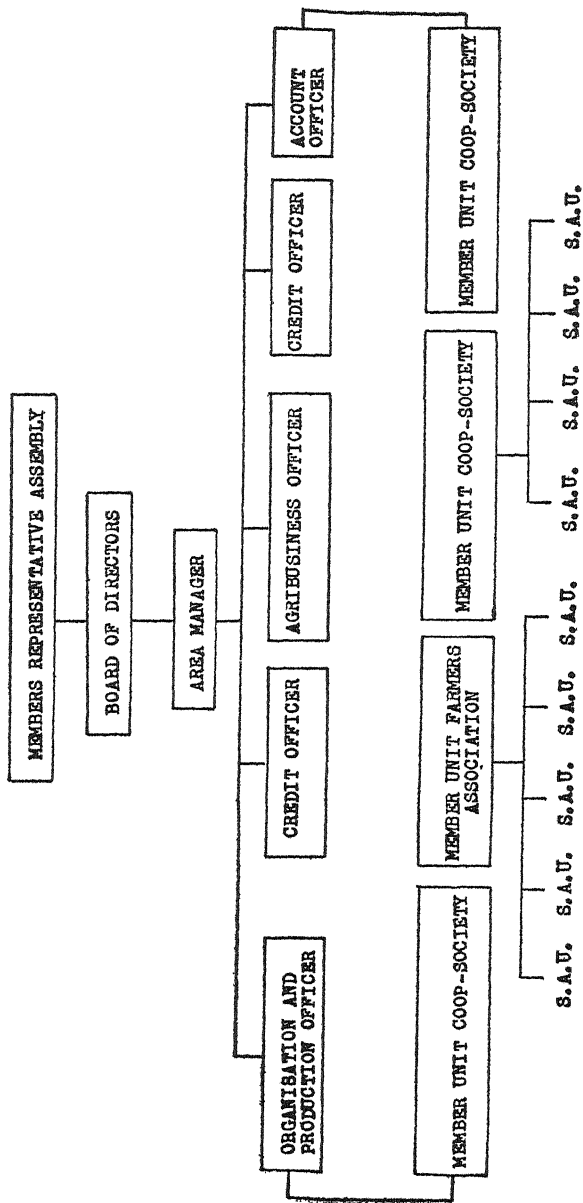 MEMBERS REPRESENTATIVE ASSEMBLY
BOARD OF DIRECTORS
AREA MANAGER
ORGANISATION AND
PRODUCTION OFFICER
CREDIT OFFICER
AGRIBUSINESS OFFICER
CREDIT OFFICER
ACCOUNT
OFFICER
MEMBER UNIT COOP-SOCIETY
MEMBER UNIT FARMERS
ASSOCIATION
MEMBER UNIT COOP-SOCIETY
MEMBER UNIT COOP-SOCIETY
S.A.U. S.A.U. S.A.U. S.A.U. S.A.U. S.A.U. S.A.U. S.A.U. S.A.U.